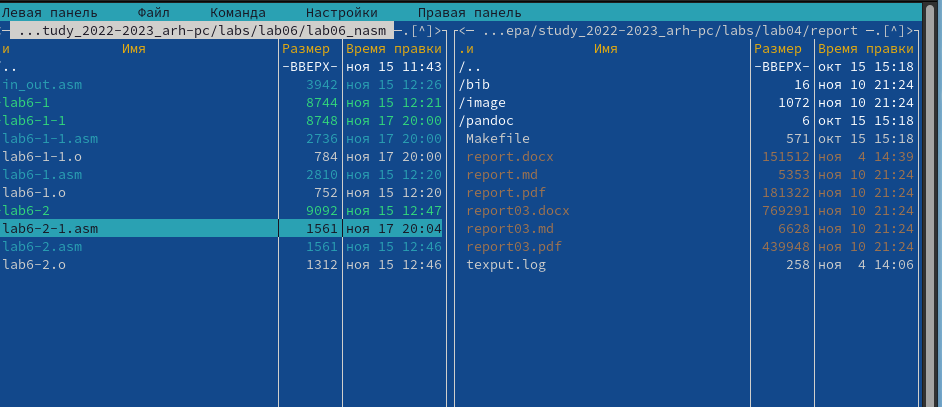 Левая панель Файл Команда Настройки Правая панель
...tudy_2022-2023_arh-pc/labs/lab06/lab06_nasm .[^]>
и Имя Размер Время правки
/.. -ВВЕРХ- ноя 15 11:43
in_out.asm 3942 ноя 15 12:26
lab6-1 8744 ноя 15 12:21
lab6-1-1 8748 ноя 17 20:00
lab6-1-1.asm 2736 ноя 17 20:00
lab6-1-1.o 784 ноя 17 20:00
lab6-1.asm 2810 ноя 15 12:20
lab6-1.o 752 ноя 15 12:20
lab6-2 9092 ноя 15 12:47
lab6-2-1.asm 1561 ноя 17 20:04
lab6-2.asm 1561 ноя 15 12:46
lab6-2.o 1312 ноя 15 12:46
<— ...epa/study_2022-2023_arh-pc/labs/lab04/report —.[^]>
.и Имя Размер Время правки
/.. -ВВЕРХ- окт 15 15:18
/bib 16 ноя 10 21:24
/image 1072 ноя 10 21:24
/pandoc 6 окт 15 15:18
Makefile 571 окт 15 15:18
report.docx 151512 ноя 4 14:39
report.md 5353 ноя 10 21:24
report.pdf 181322 ноя 10 21:24
report03.docx 769291 ноя 10 21:24
report03.md 6628 ноя 10 21:24
report03.pdf 439948 ноя 10 21:24
texput.log 258 ноя 4 14:06